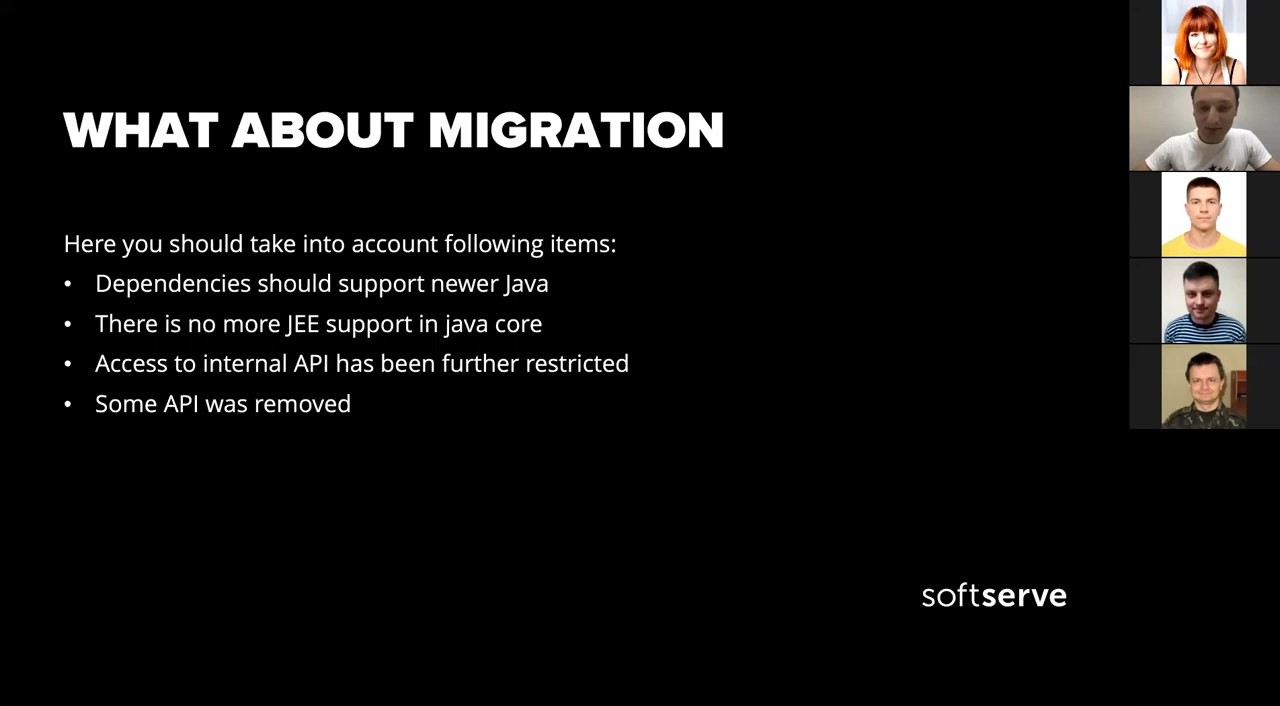 WHAT ABOUT MIGRATION
Here you should take into account following items:
• Dependencies should support newer Java
• There is no more JEE support in java core
• Access to internal API has been further restricted
• Some API was removed
softserve